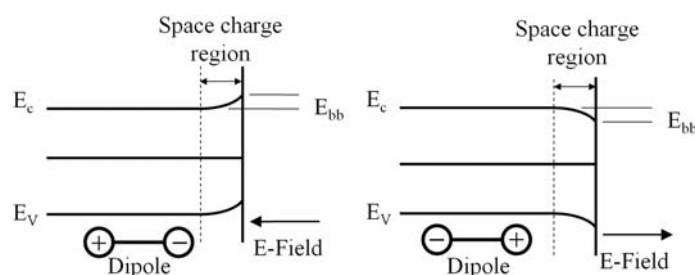 Space charge
region
E_c
E_bb
E_V
+ −
Dipole
E-Field
Space charge
region
E_c
E_bb
E_V
− +
Dipole
E-Field